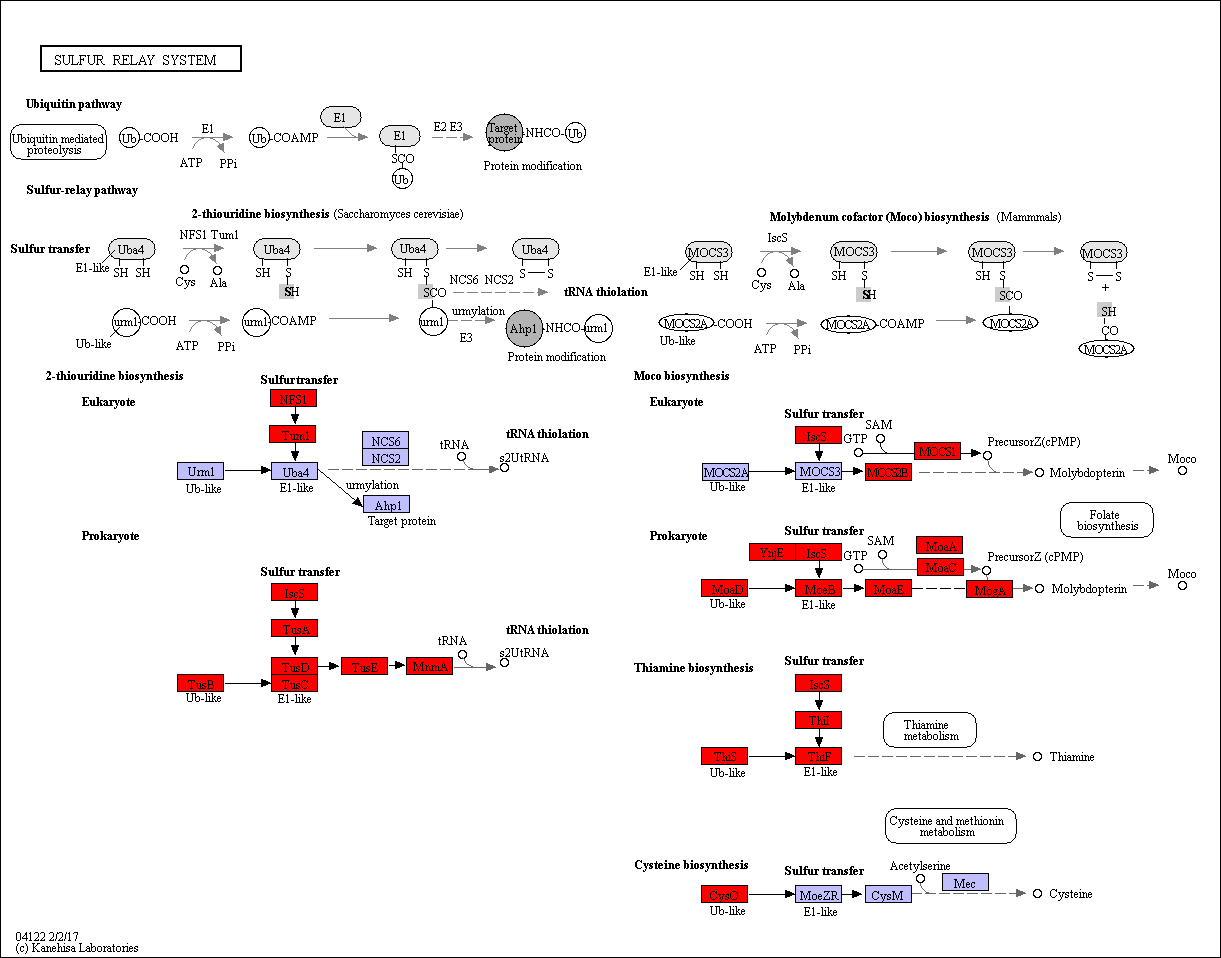 SULFUR RELAY SYSTEM
Ubiquitin pathway
Ubiquitin mediated
proteolysis
Ub
-COOH
E1
ATP
PPi
Ub
-COAMP
E1
E1
SCO
Ub
E2 E3
Target
protein
-NHCO-
Ub
Protein modification
Sulfur-relay pathway
2-thiouridine biosynthesis (Saccharomyces cerevisiae)
Sulfur transfer
Uba4
E1-like
SH SH
NFS1 Tum1
Cys
Ala
Uba4
SH S
SH
Uba4
SH S
SCO
Uba4
S S
NCS6 NCS2
tRNA thiolation
urm1
-COOH
Ub-like
ATP
PPi
urm1
-COAMP
urm1
urmylation
E3
Ahp1
-NHCO-
urm1
Protein modification
Molybdenum cofactor (Moco) biosynthesis (Mammmals)
MOCS3
E1-like
SH SH
IscS
Cys
Ala
MOCS3
SH S
SH
MOCS3
SH S
SCO
MOCS3
S S
+
SH
CO
MOCS2A
MOCS2A
-COOH
Ub-like
ATP
PPi
MOCS2A
-COAMP
MOCS2A
2-thiouridine biosynthesis
Eukaryote
Sulfur transfer
NFS1
Tum1
Urm1
Ub-like
Uba4
E1-like
NCS6
NCS2
tRNA
tRNA thiolation
s2UtRNA
urmylation
Ahp1
Target protein
Prokaryote
Sulfur transfer
IscS
TusA
TusD
TusC
E1-like
TusB
Ub-like
TusE
MnmA
tRNA
tRNA thiolation
s2UtRNA
Moco biosynthesis
Eukaryote
Sulfur transfer
IscS
GTP
SAM
MOCS1
PrecursorZ(cPMP)
MOCS2A
Ub-like
MOCS3
E1-like
MOCS2B
Molybdopterin
Moco
Folate
biosynthesis
Prokaryote
Sulfur transfer
YnjE
IscS
GTP
SAM
MoaA
MoaC
PrecursorZ (cPMP)
MoaD
Ub-like
MoeB
E1-like
MoaE
MogA
Molybdopterin
Moco
Thiamine biosynthesis
Sulfur transfer
IscS
ThiI
ThiS
Ub-like
ThiF
E1-like
Thiamine
metabolism
Thiamine
Cysteine and methionin
metabolism
Cysteine biosynthesis
Sulfur transfer
CysO
Ub-like
MoeZR
E1-like
CysM
Acetylserine
Mec
Cysteine
04122 2/2/17
(c) Kanehisa Laboratories